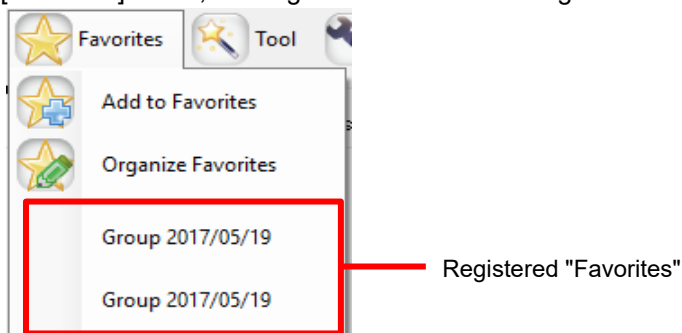 Favorites Tool
Add to Favorites
Organize Favorites
Group 2017/05/19
Registered "Favorites"
Group 2017/05/19